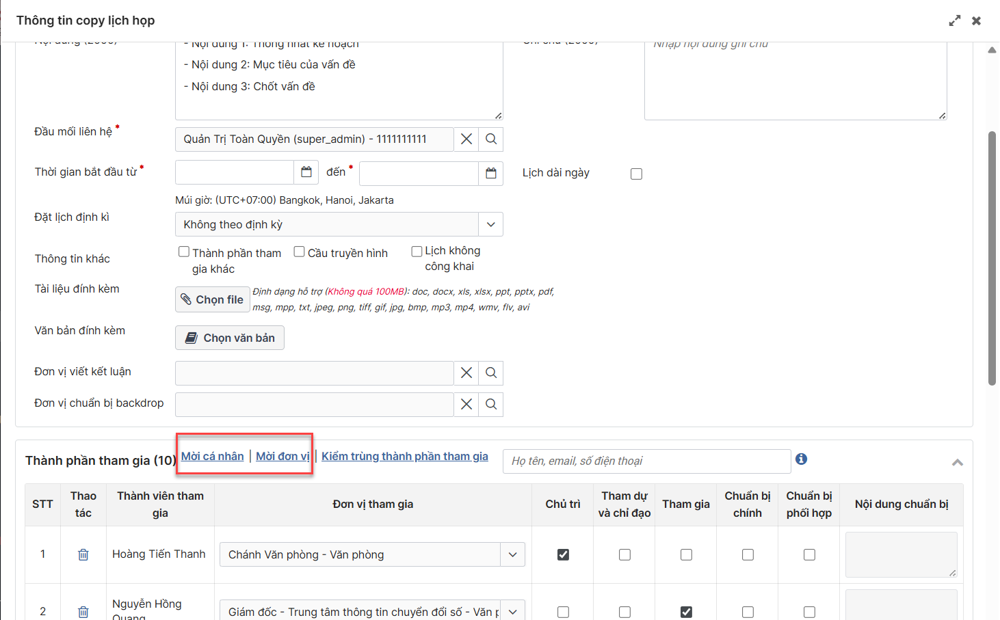 Thông tin copy lịch họp
Nội dung (2000)
- Nội dung 1: Thống nhất kế hoạch
Ghi chú (2000)
Nhập nội dung ghi chú
- Nội dung 2: Mục tiêu của vấn đề
- Nội dung 3: Chốt vấn đề
Đầu mối liên hệ *
Quản Trị Toàn Quyền (super_admin) - 1111111111
Thời gian bắt đầu từ *
đến *
Lịch dài ngày
Múi giờ: (UTC+07:00) Bangkok, Hanoi, Jakarta
Đặt lịch định kì
Không theo định kỳ
Thông tin khác
Thành phần tham
gia khác
Cầu truyền hình
Lịch không
công khai
Tài liệu đính kèm
Chọn file
Định dạng hỗ trợ (Không quá 100MB): doc, docx, xls, xlsx, ppt, pptx, pdf,
msg, mpp, txt, jpeg, png, tiff, gif, jpg, bmp, mp3, mp4, wmv, flv, avi
Văn bản đính kèm
Chọn văn bản
Đơn vị viết kết luận
Đơn vị chuẩn bị backdrop
Thành phần tham gia (10)
Mời cá nhân | Mời đơn vị | Kiểm trùng thành phần tham gia
Họ tên, email, số điện thoại
STT
Thao
tác
Thành viên tham
gia
Đơn vị tham gia
Chủ trì
Tham dự
và chỉ đạo
Tham gia
Chuẩn bị
chính
Chuẩn bị
phối hợp
Nội dung chuẩn bị
1
Hoàng Tiến Thanh
Chánh Văn phòng - Văn phòng
2
Nguyễn Hồng
Quang
Giám đốc - Trung tâm thông tin chuyển đổi số - Văn p